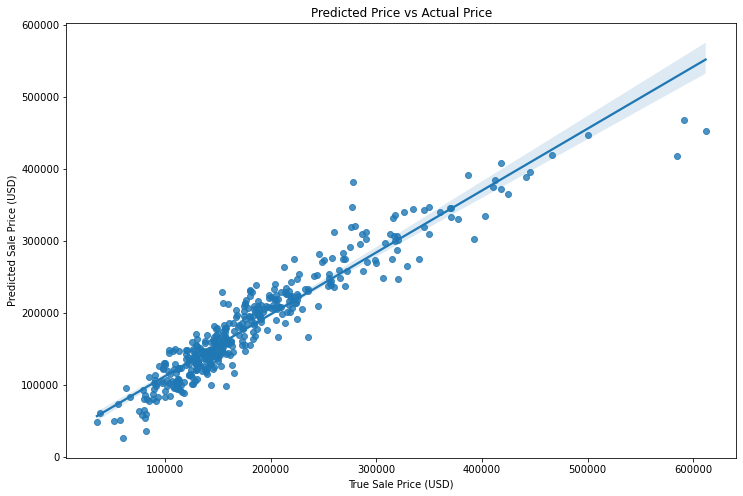 Predicted Price vs Actual Price
600000
500000
400000
300000
200000
100000
0
Predicted Sale Price (USD)
100000 200000 300000 400000 500000 600000
True Sale Price (USD)